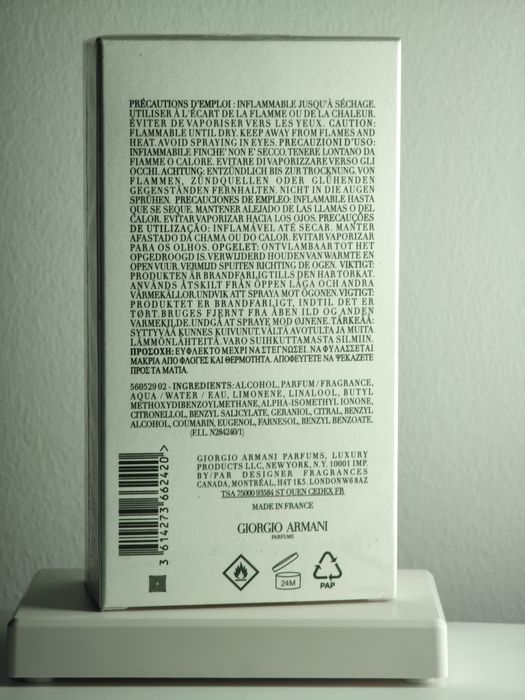 PRÉCAUTIONS D'EMPLOI : INFLAMMABLE JUSQU'À SÉCHAGE.
UTILISER À L'ÉCART DE LA FLAMME OU DE LA CHALEUR.
ÉVITER DE VAPORISER VERS LES YEUX. CAUTION:
FLAMMABLE UNTIL DRY. KEEP AWAY FROM FLAMES AND
HEAT. AVOID SPRAYING IN EYES. PRECAUZIONI D'USO:
INFIAMMABILE FINCHE' NON E' SECCO. TENERE LONTANO DA
FIAMME O CALORE. EVITARE DI VAPORIZZARE VERSO GLI
OCCHI. ACHTUNG: ENTZÜNDLICH BIS ZUR TROCKNUNG. VON
FLAMMEN, ZÜNDQUELLEN ODER GLÜHENDEN
GEGENSTÄNDEN FERNHALTEN. NICHT IN DIE AUGEN
SPRÜHEN. PRECAUCIONES DE EMPLEO: INFLAMABLE HASTA
QUE SE SEQUE. MANTENER ALEJADO DE LAS LLAMAS O DEL
CALOR. EVITAR VAPORIZAR HACIA LOS OJOS. PRECAUÇÕES
DE UTILIZAÇÃO: INFLAMÁVEL ATÉ SECAR. MANTER
AFASTADO DA CHAMA OU DO CALOR. EVITAR VAPORIZAR
PARA OS OLHOS. OPGELET: ONTVLAMBAAR TOT HET
OPGEDROOGD IS. VERWIJDERD HOUDEN VAN WARMTE EN
OPEN VUUR. VERMIJD SPUITEN RICHTING DE OGEN. VIKTIGT:
PRODUKTEN ÄR BRANDFARLIG TILLS DEN HAR TORKAT.
ANVÄNDS ÅTSKILT FRÅN ÖPPEN LÅGA OCH ANDRA
VÄRMEKÄLLOR. UNDVIK ATT SPRAYA MOT ÖGONEN. VIGTIGT:
PRODUKTET ER BRANDFARLIGT, INDTIL DET ER
TØRT. BRUGES FJERNT FRA ÅBEN ILD OG ANDEN
VARMEKILDE. UNDGÅ AT SPRAYE MOD ØJNENE. TÄRKEÄÄ:
SYTTYVÄÄ KUNNES KUIVUNUT. VÄLTÄ AVOTULTA JA MUITA
LÄMMÖNLÄHTEITÄ. VARO SUIHKUTTAMASTA SILMIIN.
ΠΡΟΣΟΧΗ: ΕΥΦΛΕΚΤΟ ΜΕΧΡΙ ΝΑ ΣΤΕΓΝΩΣΕΙ. ΝΑ ΦΥΛΑΣΣΕΤΑΙ
ΜΑΚΡΙΑ ΑΠΟ ΦΛΟΓΕΣ ΚΑΙ ΘΕΡΜΟΤΗΤΑ. ΑΠΟΦΕΥΓΕΤΕ ΝΑ ΨΕΚΑΖΕΤΕ
ΠΡΟΣ ΤΑ ΜΑΤΙΑ.
560529 02 - INGREDIENTS: ALCOHOL, PARFUM / FRAGRANCE,
AQUA / WATER / EAU, LIMONENE, LINALOOL, BUTYL
METHOXYDIBENZOYLMETHANE, ALPHA-ISOMETHYL IONONE,
CITRONELLOL, BENZYL SALICYLATE, GERANIOL, CITRAL, BENZYL
ALCOHOL, COUMARIN, EUGENOL, FARNESOL, BENZYL BENZOATE.
(F.I.L. N284240/1)
GIORGIO ARMANI PARFUMS, LUXURY
PRODUCTS LLC, NEW YORK, N.Y. 10001 IMP.
BY/PAR DESIGNER FRAGRANCES
CANADA, MONTRÉAL, H4T 1K5. LONDON W6 8AZ
TSA 75000 93584 ST OUEN CEDEX FR
MADE IN FRANCE
GIORGIO ARMANI
PARFUMS
3 614273 662420 >
24M
PAP